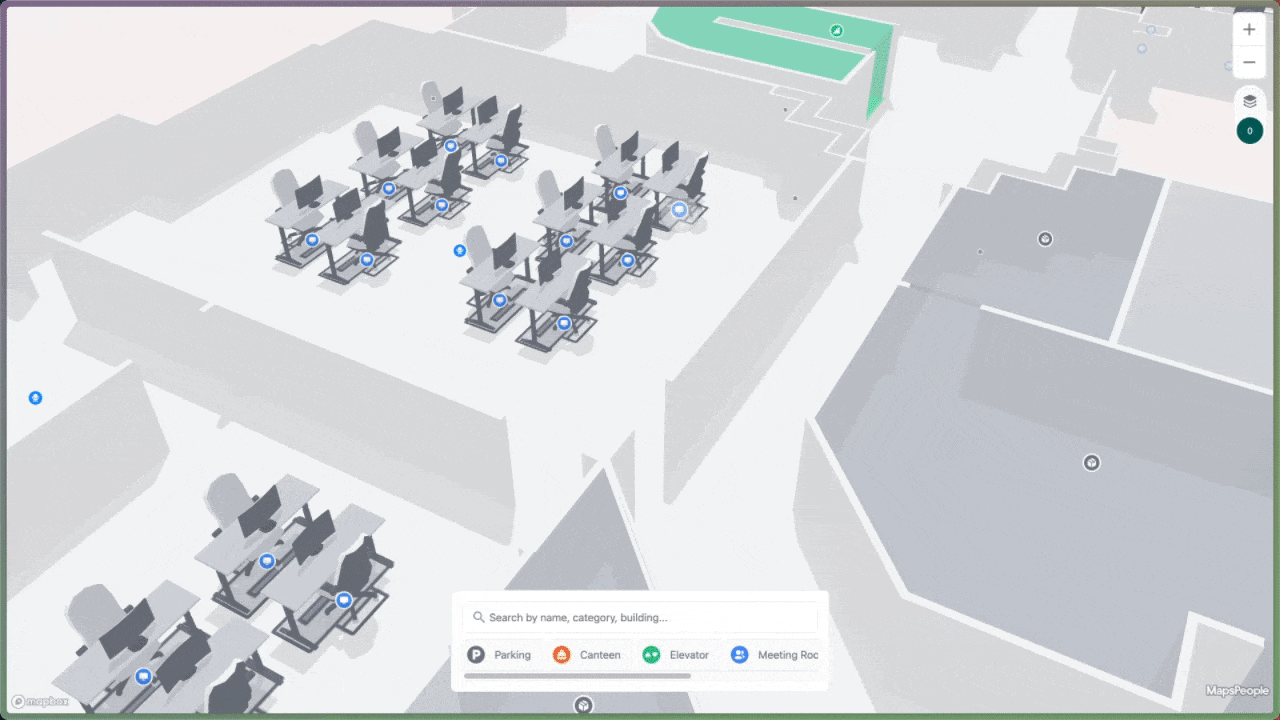 +
−
0
Search by name, category, building...
P Parking
Canteen
Elevator
Meeting Roc
mapbox
MapsPeople